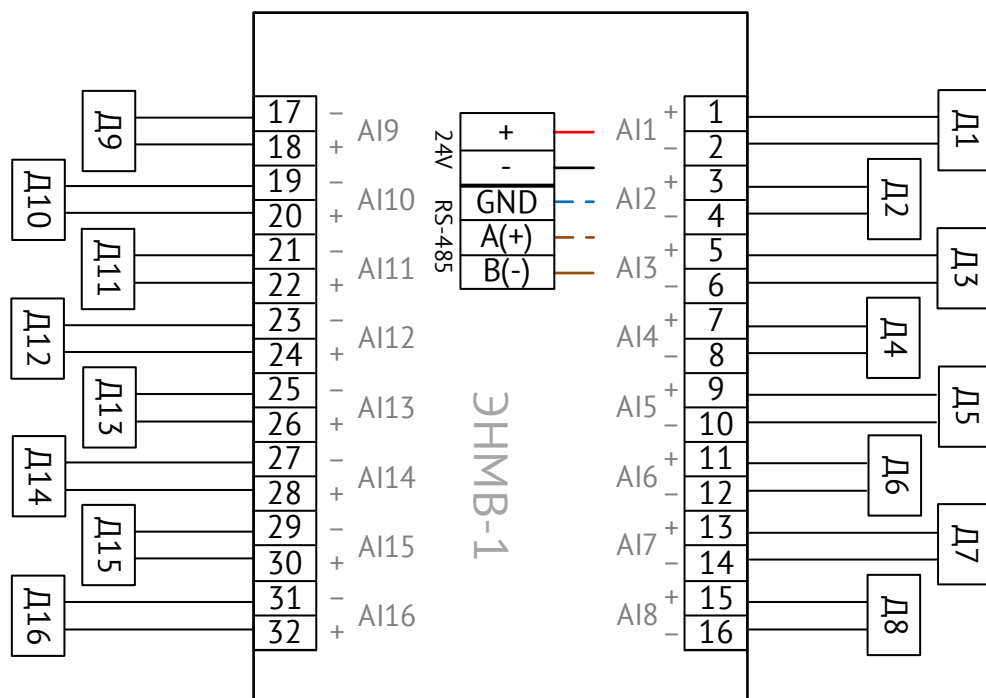 Д9
Д10
Д11
Д12
Д13
Д14
Д15
Д16
17
18
19
20
21
22
23
24
25
26
27
28
29
30
31
32
− AI9
+
− AI10
+
− AI11
+
− AI12
+
− AI13
+
− AI14
+
− AI15
+
− AI16
+
24V
RS-485
+
-
GND
A(+)
B(-)
ЭНМВ-1
AI1 +
−
AI2 +
−
AI3 +
−
AI4 +
−
AI5 +
−
AI6 +
−
AI7 +
−
AI8 +
−
1
2
3
4
5
6
7
8
9
10
11
12
13
14
15
16
Д1
Д2
Д3
Д4
Д5
Д6
Д7
Д8